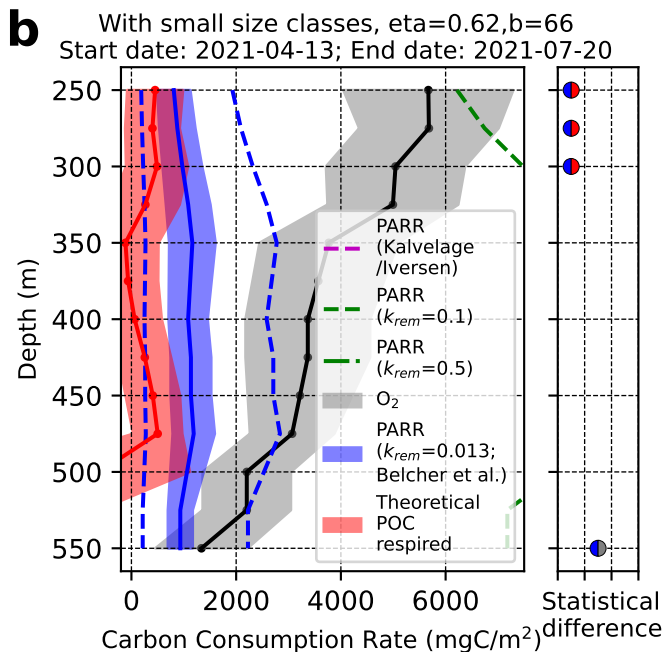 b
With small size classes, eta=0.62,b=66
Start date: 2021-04-13; End date: 2021-07-20
250
300
350
400
450
500
550
Depth (m)
PARR
(Kalvelage
/Iversen)
PARR
(k_rem=0.1)
PARR
(k_rem=0.5)
O₂
PARR
(k_rem=0.013;
Belcher et al.)
Theoretical
POC
respired
0 2000 4000 6000
Carbon Consumption Rate (mgC/m²)
Statistical
difference